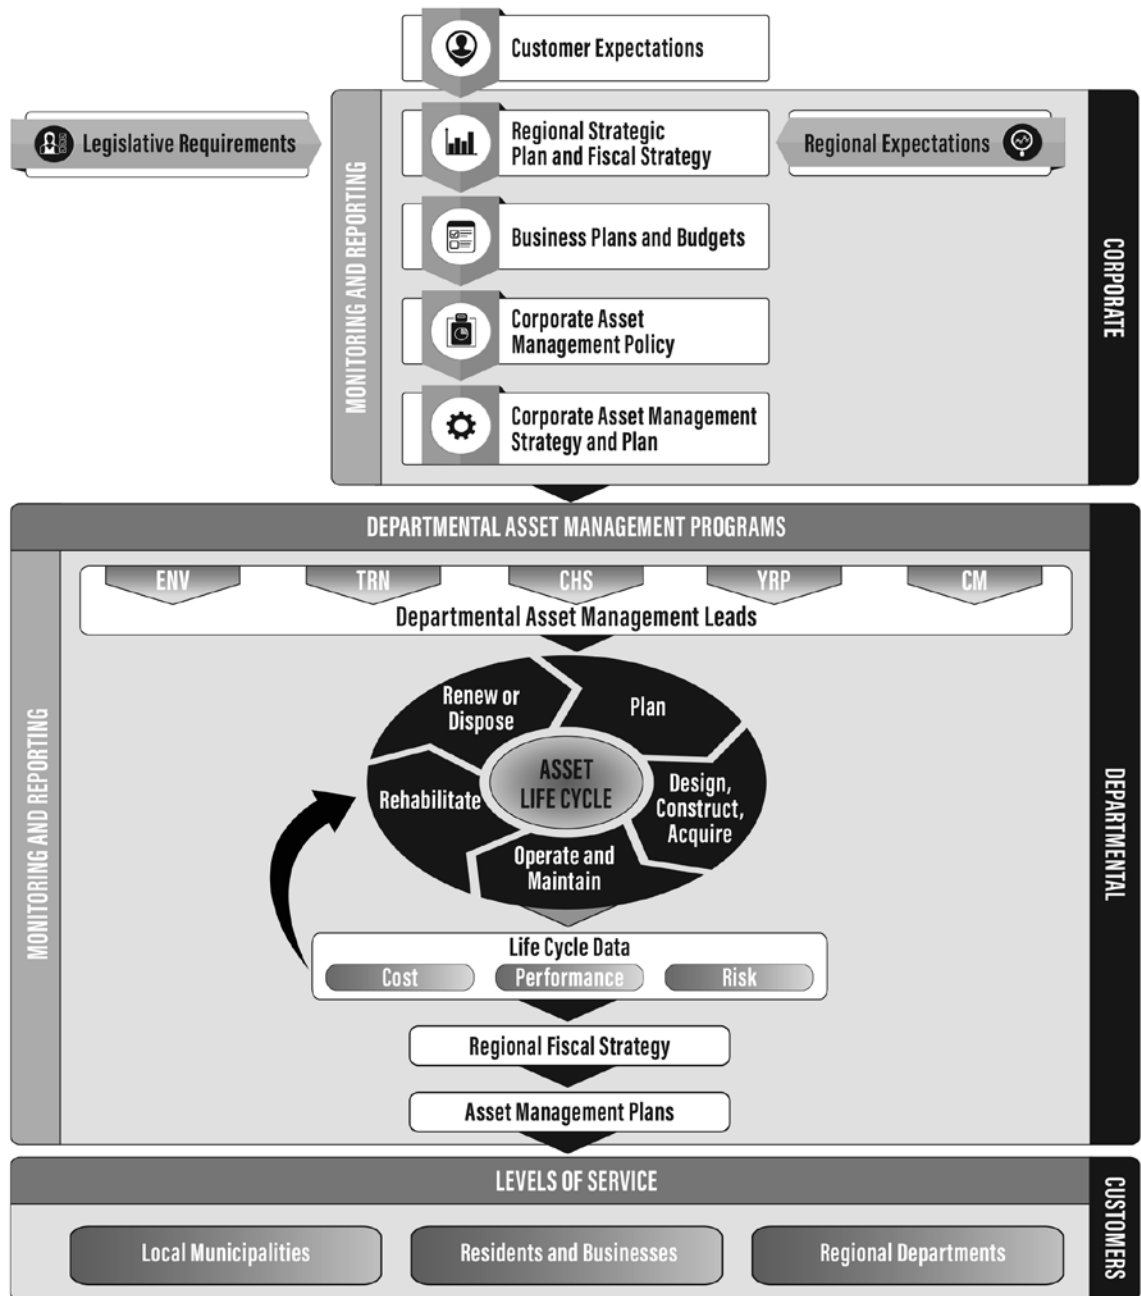 Customer Expectations
Legislative Requirements
Regional Strategic
Plan and Fiscal Strategy
Regional Expectations
MONITORING AND REPORTING
Business Plans and Budgets
CORPORATE
Corporate Asset
Management Policy
Corporate Asset Management
Strategy and Plan
DEPARTMENTAL ASSET MANAGEMENT PROGRAMS
ENV TRN CHS YRP CM
Departmental Asset Management Leads
MONITORING AND REPORTING
DEPARTMENTAL
Renew or
Dispose
Plan
ASSET
LIFE CYCLE
Rehabilitate
Design,
Construct,
Acquire
Operate and
Maintain
Life Cycle Data
Cost Performance Risk
Regional Fiscal Strategy
Asset Management Plans
LEVELS OF SERVICE
CUSTOMERS
Local Municipalities
Residents and Businesses
Regional Departments